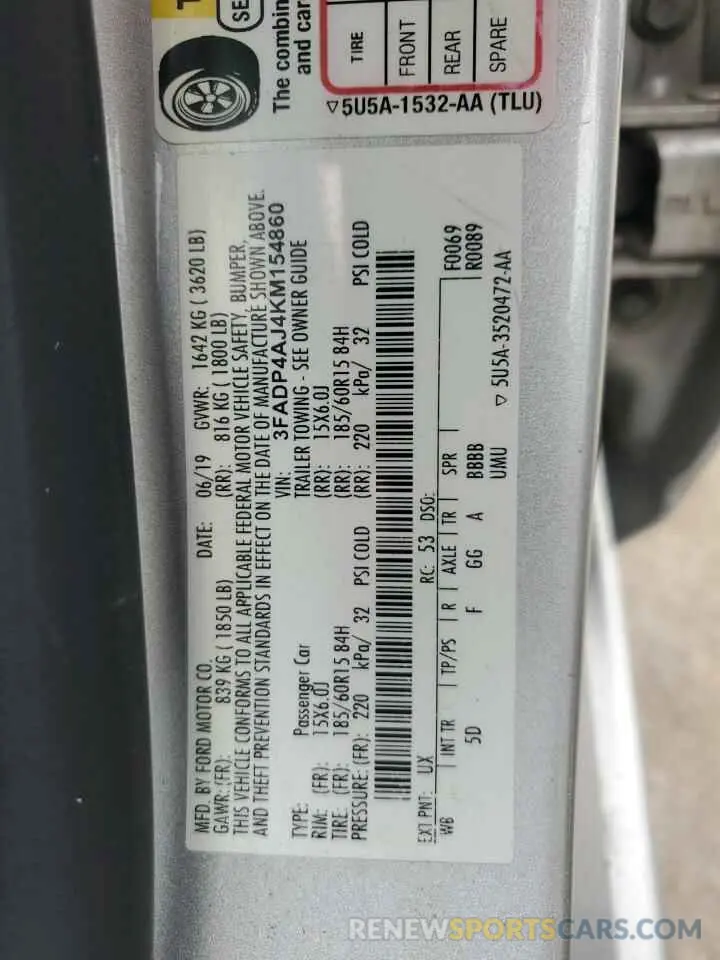 T
SE
The combin
and car
TIRE
FRONT
REAR
SPARE
▽5U5A-1532-AA (TLU)
MFD. BY FORD MOTOR CO. DATE: 06/19 GVWR: 1642 KG ( 3620 LB)
GAWR: (FR): 839 KG ( 1850 LB) (RR): 816 KG ( 1800 LB)
THIS VEHICLE CONFORMS TO ALL APPLICABLE FEDERAL MOTOR VEHICLE SAFETY, BUMPER,
AND THEFT PREVENTION STANDARDS IN EFFECT ON THE DATE OF MANUFACTURE SHOWN ABOVE.
VIN: 3FADP4AJ4KM154860
TYPE: Passenger Car TRAILER TOWING - SEE OWNER GUIDE
RIM: (FR): 15X6.0J (RR): 15X6.0J
TIRE: (FR): 185/60R15 84H (RR): 185/60R15 84H
PRESSURE: (FR): 220 kPa/ 32 PSI COLD (RR): 220 kPa/ 32 PSI COLD
EXT PNT: UX RC: 53 DSO: F0069
WB INT TR TP/PS R AXLE TR SPR R0089
5D F GG A BBBB
UMU
▽ 5U5A-3520472-AA
RENEWSPORTSCARS.COM